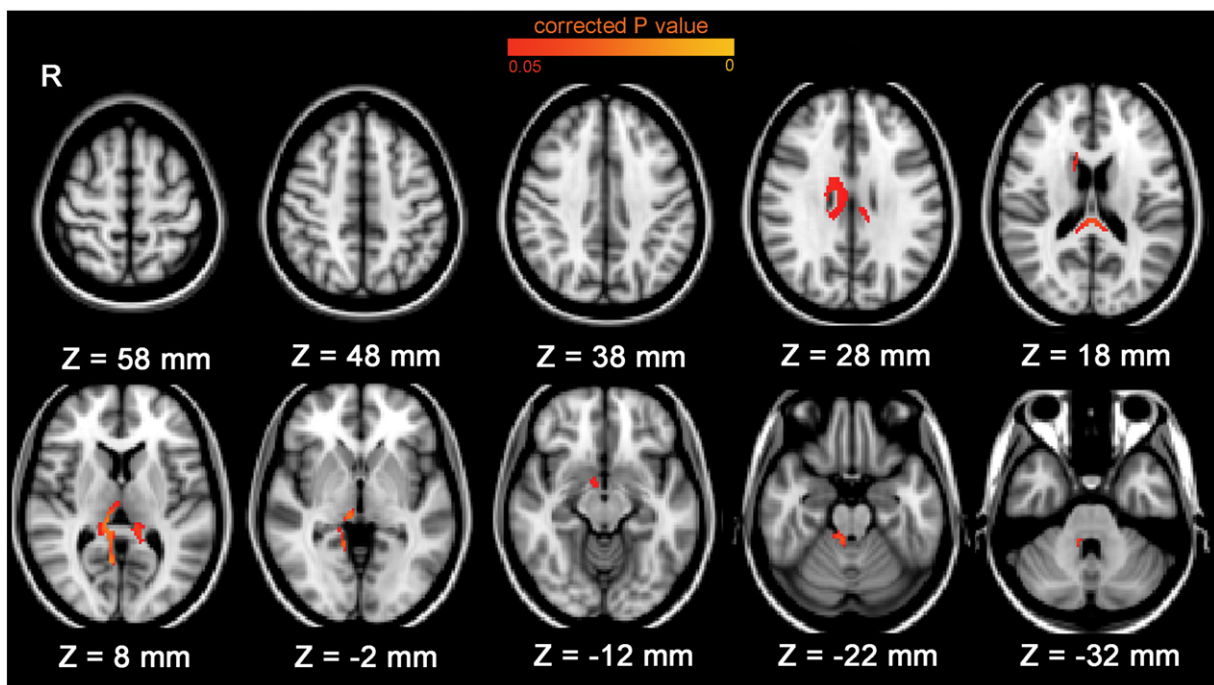 corrected P value
0.05 0
R
Z = 58 mm Z = 48 mm Z = 38 mm Z = 28 mm Z = 18 mm
Z = 8 mm Z = -2 mm Z = -12 mm Z = -22 mm Z = -32 mm